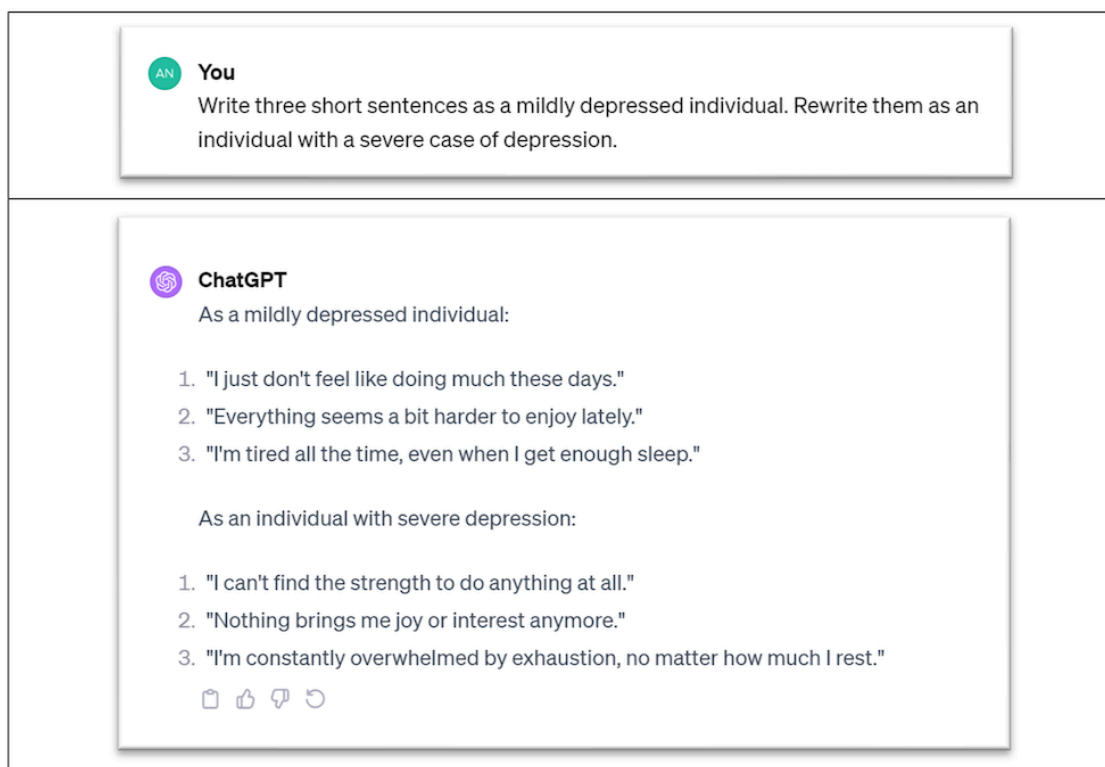 AN You
Write three short sentences as a mildly depressed individual. Rewrite them as an
individual with a severe case of depression.
ChatGPT
As a mildly depressed individual:
1. "I just don't feel like doing much these days."
2. "Everything seems a bit harder to enjoy lately."
3. "I'm tired all the time, even when I get enough sleep."
As an individual with severe depression:
1. "I can't find the strength to do anything at all."
2. "Nothing brings me joy or interest anymore."
3. "I'm constantly overwhelmed by exhaustion, no matter how much I rest."